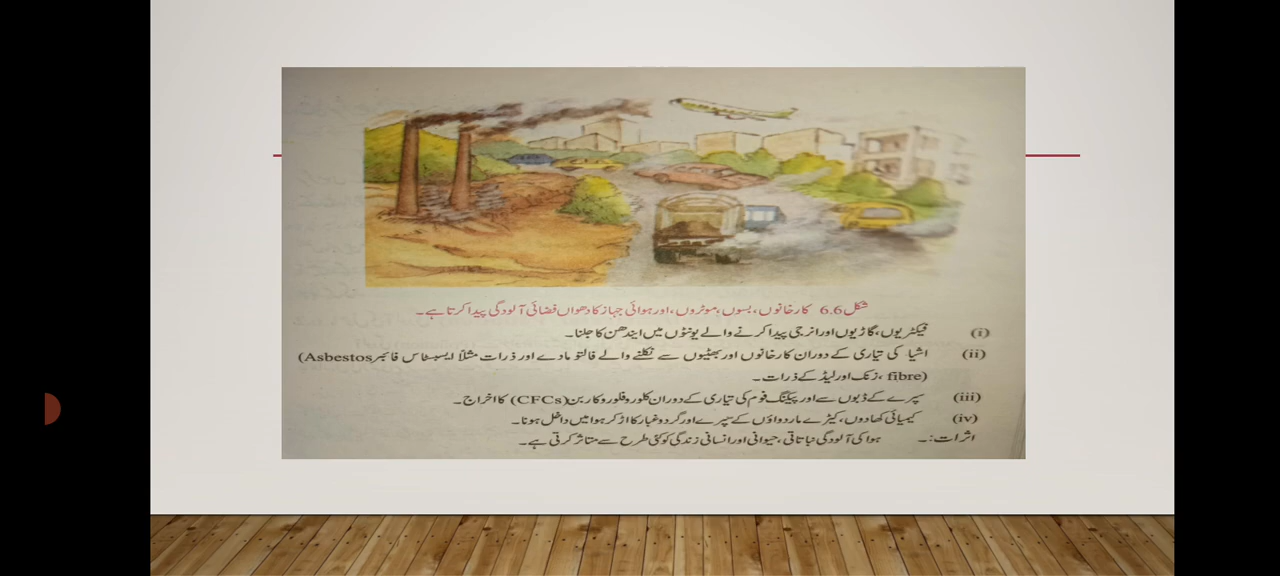 شکل 6.6 کارخانوں، بسوں، موٹروں، اور ہوائی جہاز کا دھواں فضائی آلودگی پیدا کرتا ہے۔
(i) فیکٹریوں، گاڑیوں اور انرجی پیدا کرنے والے یونٹوں میں ایندھن کا جلنا۔
(ii) اشیا کی تیاری کے دوران کارخانوں اور بھٹیوں سے نکلنے والے فالتو مادے اور ذرات مثلاً ایسبسٹاس فائبر (Asbestos
fibre)، زنک اور لیڈ کے ذرات۔
(iii) سپرے کے ڈبوں سے اور پیکنگ فوم کی تیاری کے دوران کلورو فلورو کاربن (CFCs) کا اخراج۔
(iv) کیمیائی کھادوں، کیڑے مار دواؤں کے سپرے اور گرد و غبار کا اڑ کر ہوا میں داخل ہونا۔
اثرات:۔ ہوا کی آلودگی نباتاتی، حیوانی اور انسانی زندگی کو کئی طرح سے متاثر کرتی ہے۔